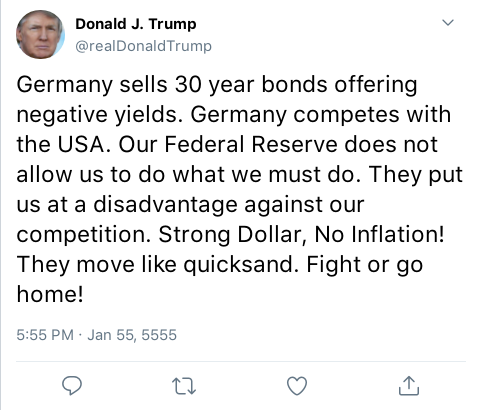 Donald J. Trump
@realDonaldTrump
Germany sells 30 year bonds offering
negative yields. Germany competes with
the USA. Our Federal Reserve does not
allow us to do what we must do. They put
us at a disadvantage against our
competition. Strong Dollar, No Inflation!
They move like quicksand. Fight or go
home!
5:55 PM · Jan 55, 5555